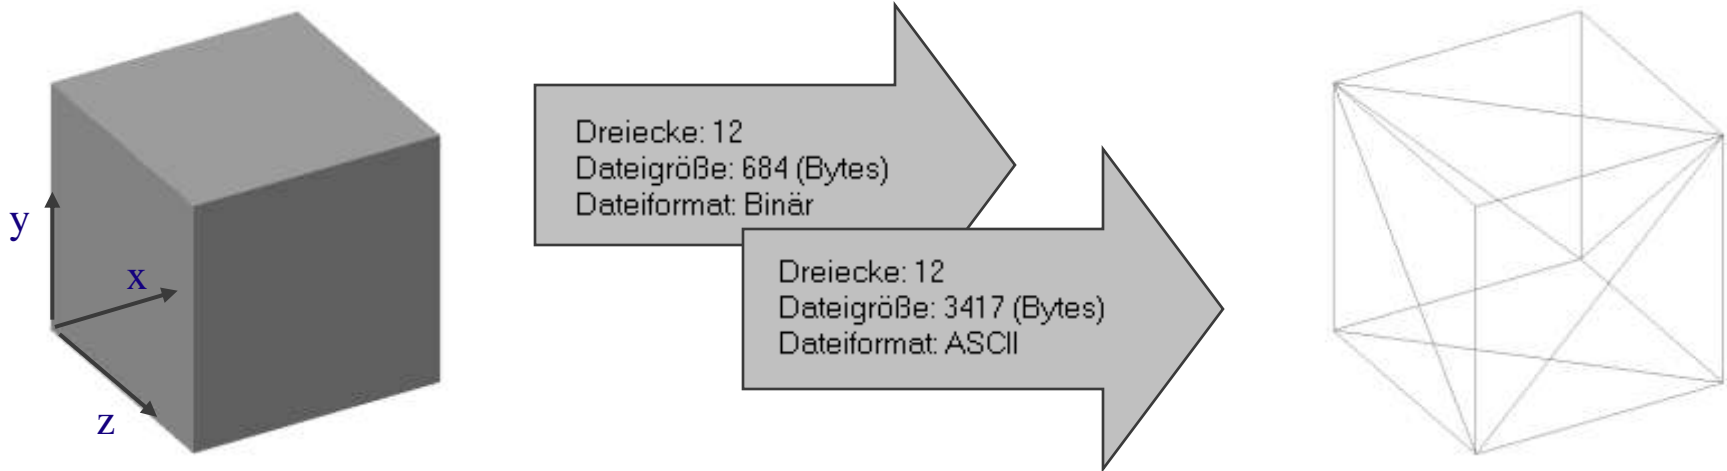 y
x
z
Dreiecke: 12
Dateigröße: 684 (Bytes)
Dateiformat: Binär
Dreiecke: 12
Dateigröße: 3417 (Bytes)
Dateiformat: ASCII